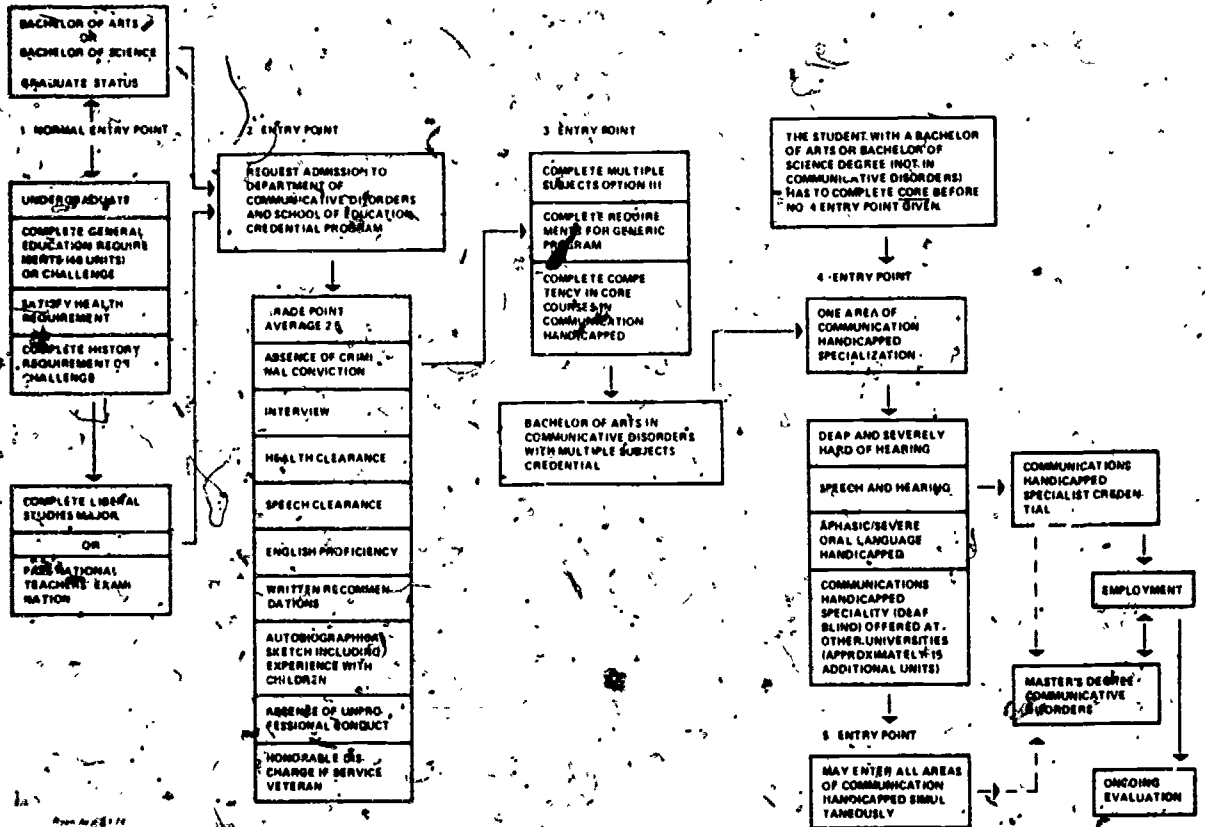 BACHELOR OF ARTS
OR
BACHELOR OF SCIENCE
GRADUATE STATUS
1 NORMAL ENTRY POINT
UNDERGRADUATE
COMPLETE GENERAL
EDUCATION REQUIRE
MENTS (48 UNITS)
OR CHALLENGE
SATISFY HEALTH
REQUIREMENT
COMPLETE HISTORY
REQUIREMENT OR
CHALLENGE
COMPLETE LIBERAL
STUDIES MAJOR
OR
PASS NATIONAL
TEACHERS' EXAMI
NATION
2 ENTRY POINT
REQUEST ADMISSION TO
DEPARTMENT OF
COMMUNICATIVE DISORDERS
AND SCHOOL OF EDUCATION
CREDENTIAL PROGRAM
GRADE POINT
AVERAGE
ABSENCE OF CRIMI
NAL CONVICTION
INTERVIEW
HEALTH CLEARANCE
SPEECH CLEARANCE
ENGLISH PROFICIENCY
WRITTEN RECOMMEN
DATIONS
AUTOBIOGRAPHICAL
SKETCH INCLUDING
EXPERIENCE WITH
CHILDREN
ABSENCE OF UNPRO
FESSIONAL CONDUCT
HONORABLE DIS
CHARGE IF SERVICE
VETERAN
3 ENTRY POINT
COMPLETE MULTIPLE
SUBJECTS OPTION III
COMPLETE REQUIRE
MENTS FOR GENERIC
PROGRAM
COMPLETE COMPE
TENCY IN CORE
COURSES IN
COMMUNICATION
HANDICAPPED
BACHELOR OF ARTS IN
COMMUNICATIVE DISORDERS
WITH MULTIPLE SUBJECTS
CREDENTIAL
THE STUDENT WITH A BACHELOR
OF ARTS OR BACHELOR OF
SCIENCE DEGREE (NOT IN
COMMUNICATIVE DISORDERS)
HAS TO COMPLETE CORE BEFORE
NO. 4 ENTRY POINT GIVEN
4 ENTRY POINT
ONE AREA OF
COMMUNICATION
HANDICAPPED
SPECIALIZATION
DEAP AND SEVERELY
HARD OF HEARING
SPEECH AND HEARING
APHASIC/SEVERE
ORAL LANGUAGE
HANDICAPPED
COMMUNICATIONS
HANDICAPPED
SPECIALITY (DEAF
BLIND) OFFERED AT
OTHER UNIVERSITIES
(APPROXIMATELY 15
ADDITIONAL UNITS)
5 ENTRY POINT
MAY ENTER ALL AREAS
OF COMMUNICATION
HANDICAPPED SIMUL
TANEOUSLY
COMMUNICATIONS
HANDICAPPED
SPECIALIST CREDEN-
TIAL
EMPLOYMENT
MASTER'S DEGREE
COMMUNICATIVE
DISORDERS
ONGOING
EVALUATION